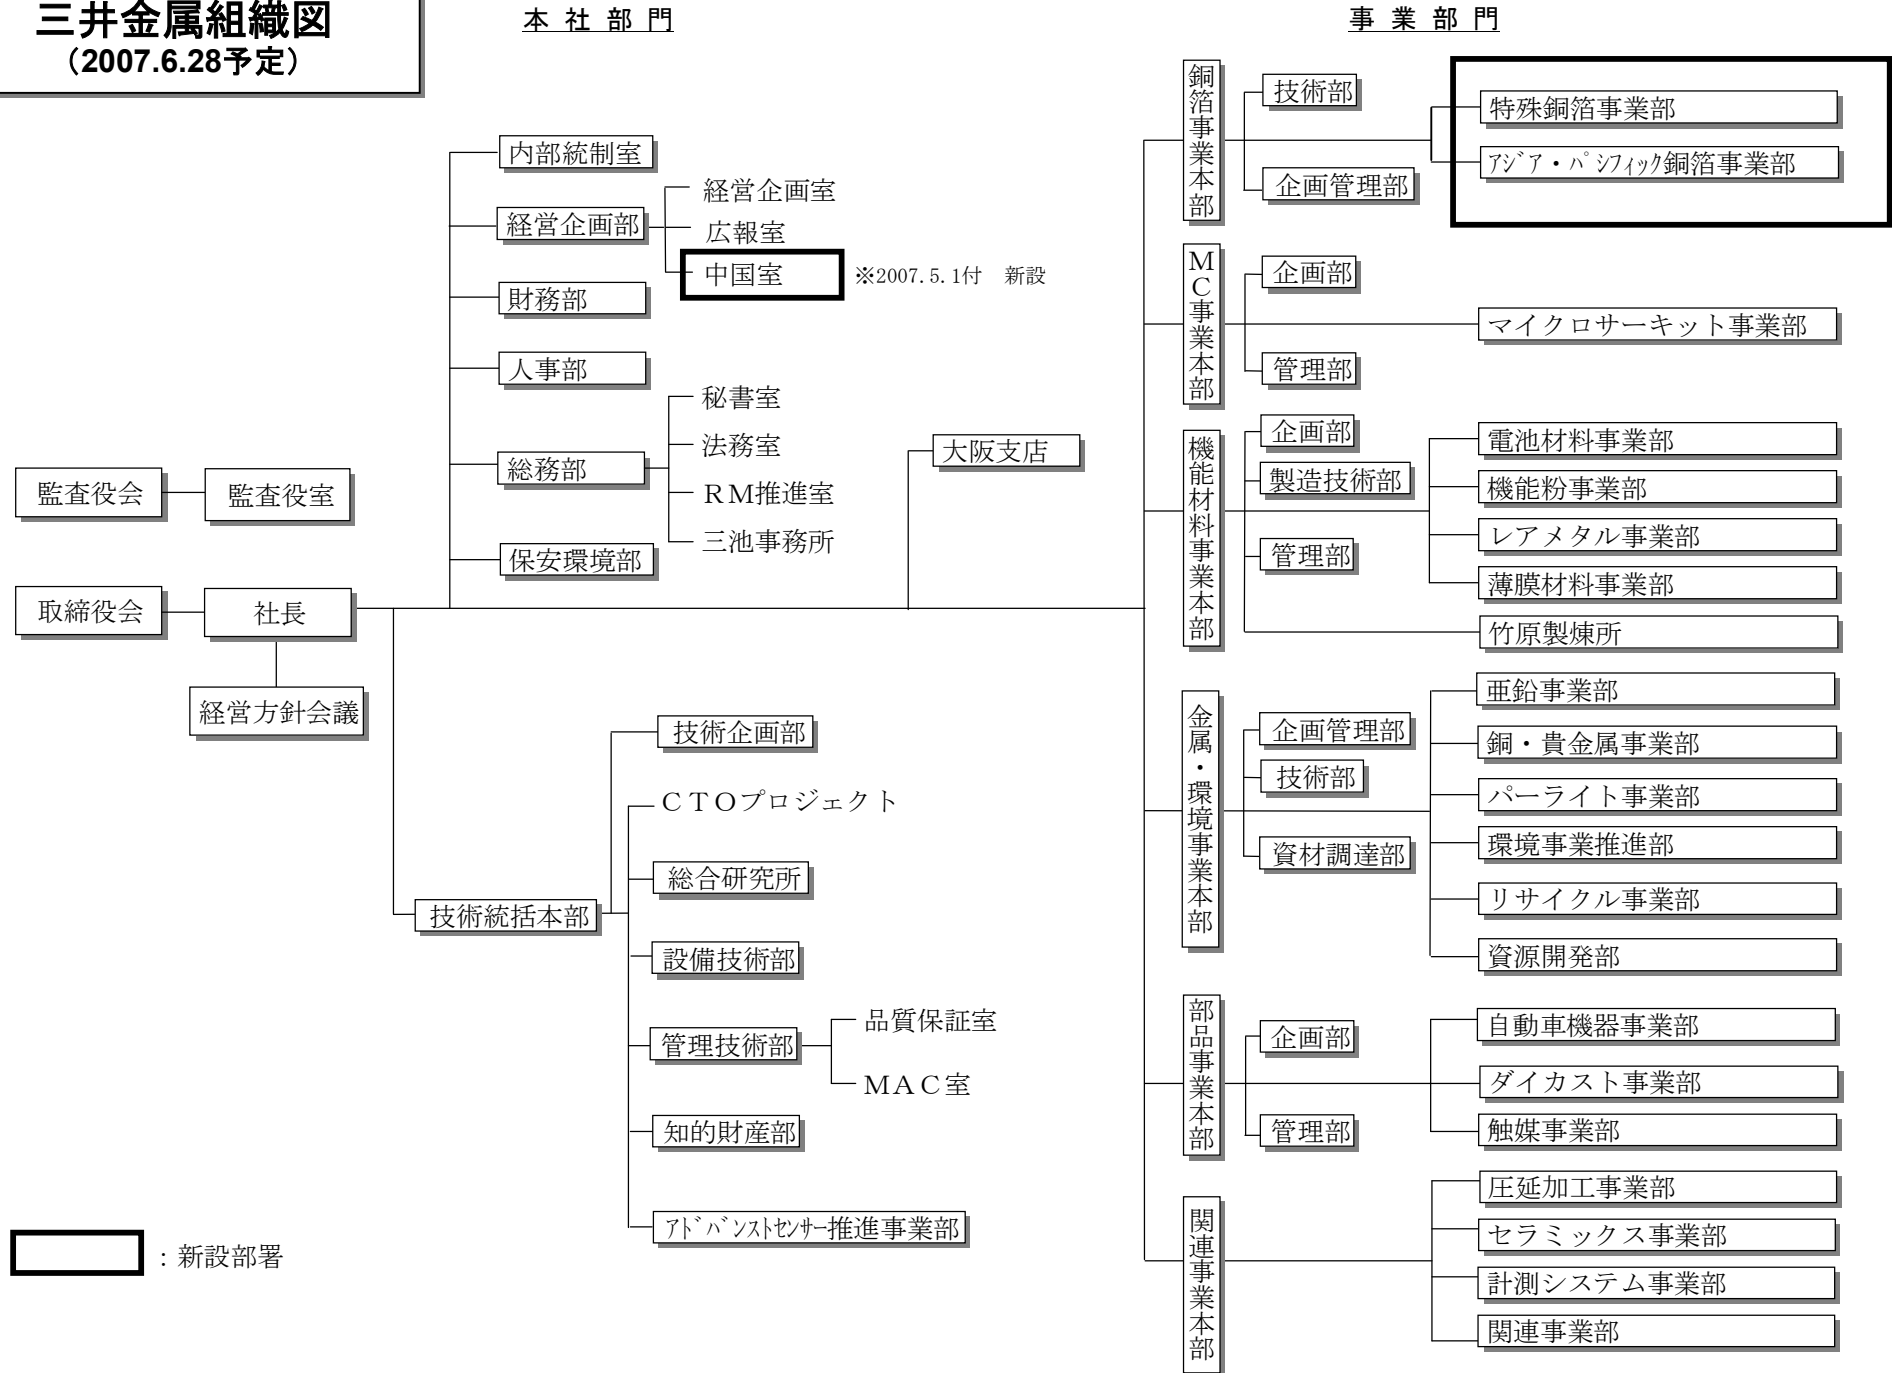 三井金属組織図
（2007.6.28予定）
本 社 部 門
事 業 部 門
内部統制室
経営企画部
経営企画室
広報室
中国室
※2007.5.1付　新設
財務部
人事部
総務部
秘書室
法務室
ＲＭ推進室
三池事務所
保安環境部
大阪支店
監査役会
監査役室
取締役会
社長
経営方針会議
技術統括本部
技術企画部
ＣＴＯプロジェクト
総合研究所
設備技術部
管理技術部
品質保証室
ＭＡＣ室
知的財産部
ｱﾄﾞﾊﾞﾝｽﾄｾﾝｻｰ推進事業部
銅箔事業本部
技術部
企画管理部
特殊銅箔事業部
ｱｼﾞｱ・ﾊﾟｼﾌｨｯｸ銅箔事業部
ＭＣ事業本部
企画部
管理部
マイクロサーキット事業部
機能材料事業本部
企画部
製造技術部
管理部
電池材料事業部
機能粉事業部
レアメタル事業部
薄膜材料事業部
竹原製煉所
金属・環境事業本部
企画管理部
技術部
資材調達部
亜鉛事業部
銅・貴金属事業部
パーライト事業部
環境事業推進部
リサイクル事業部
資源開発部
部品事業本部
企画部
管理部
自動車機器事業部
ダイカスト事業部
触媒事業部
関連事業本部
圧延加工事業部
セラミックス事業部
計測システム事業部
関連事業部
：新設部署